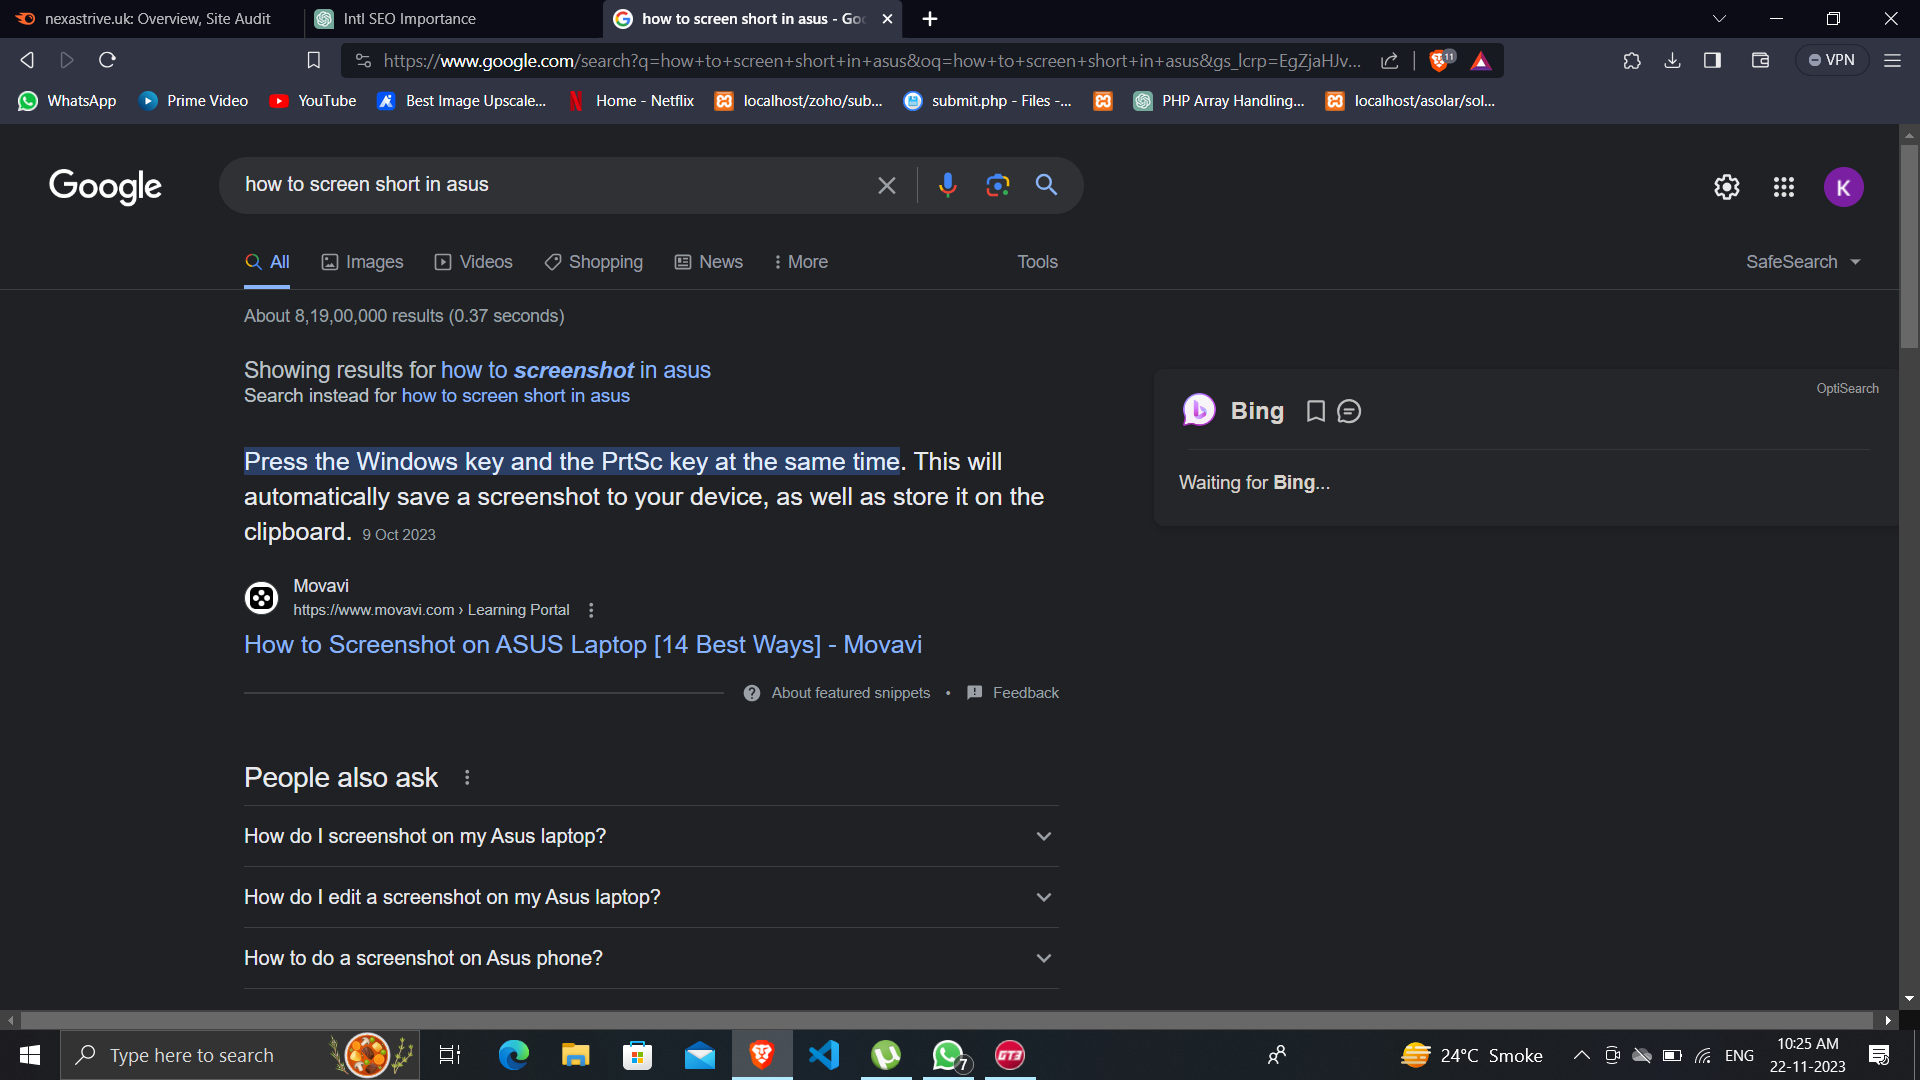 nexastrive.uk: Overview, Site Audit
Intl SEO Importance
how to screen short in asus - Goo
https://www.google.com/search?q=how+to+screen+short+in+asus&oq=how+to+screen+short+in+asus&gs_lcrp=EgZjaHJv...
11
VPN
WhatsApp
Prime Video
YouTube
Best Image Upscale...
Home - Netflix
localhost/zoho/sub...
submit.php - Files -...
PHP Array Handling...
localhost/asolar/sol...
Google
how to screen short in asus
K
All
Images
Videos
Shopping
News
More
Tools
SafeSearch
About 8,19,00,000 results (0.37 seconds)
Showing results for how to screenshot in asus
Search instead for how to screen short in asus
OptiSearch
Bing
Waiting for Bing...
Press the Windows key and the PrtSc key at the same time. This will
automatically save a screenshot to your device, as well as store it on the
clipboard. 9 Oct 2023
Movavi
https://www.movavi.com › Learning Portal
How to Screenshot on ASUS Laptop [14 Best Ways] - Movavi
About featured snippets • Feedback
People also ask
How do I screenshot on my Asus laptop?
How do I edit a screenshot on my Asus laptop?
How to do a screenshot on Asus phone?
Type here to search
7
GT3
24°C Smoke
ENG
10:25 AM
22-11-2023